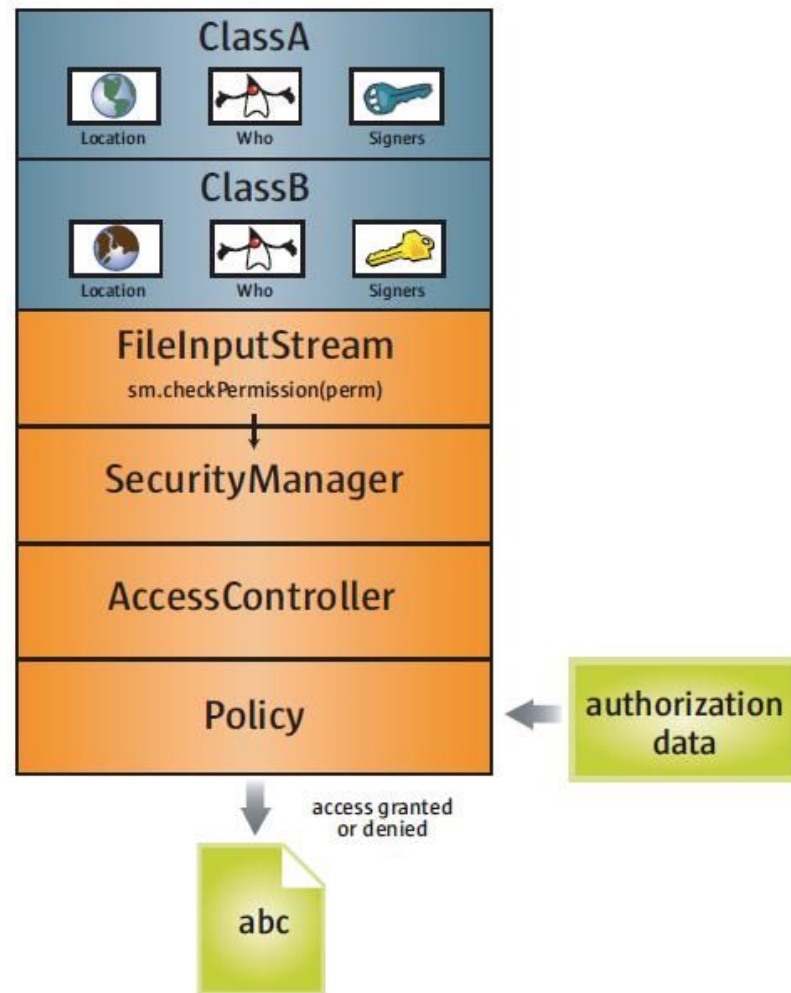 ClassA
Location Who Signers
ClassB
Location Who Signers
FileInputStream
sm.checkPermission(perm)
SecurityManager
AccessController
Policy
authorization
data
access granted
or denied
abc